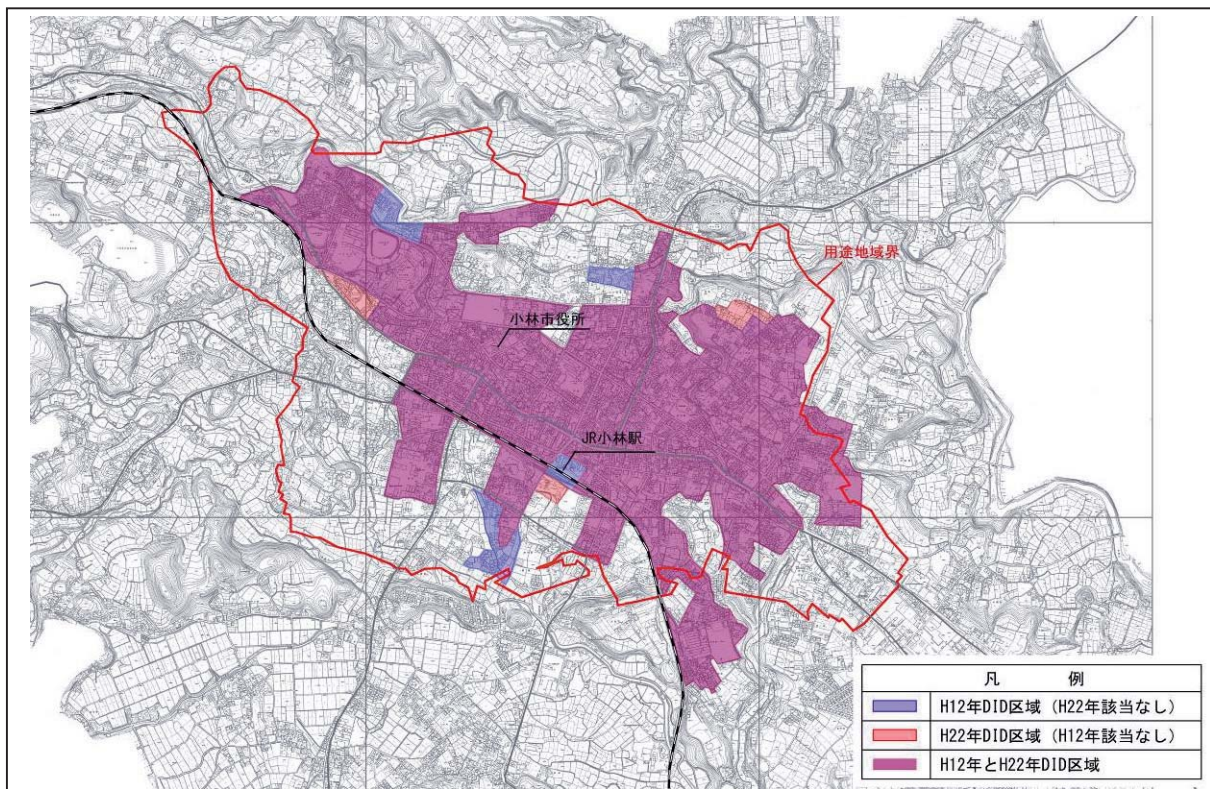 用途地域界
小林市役所
JR小林駅
凡 例
H12年DID区域（H22年該当なし）
H22年DID区域（H12年該当なし）
H12年とH22年DID区域